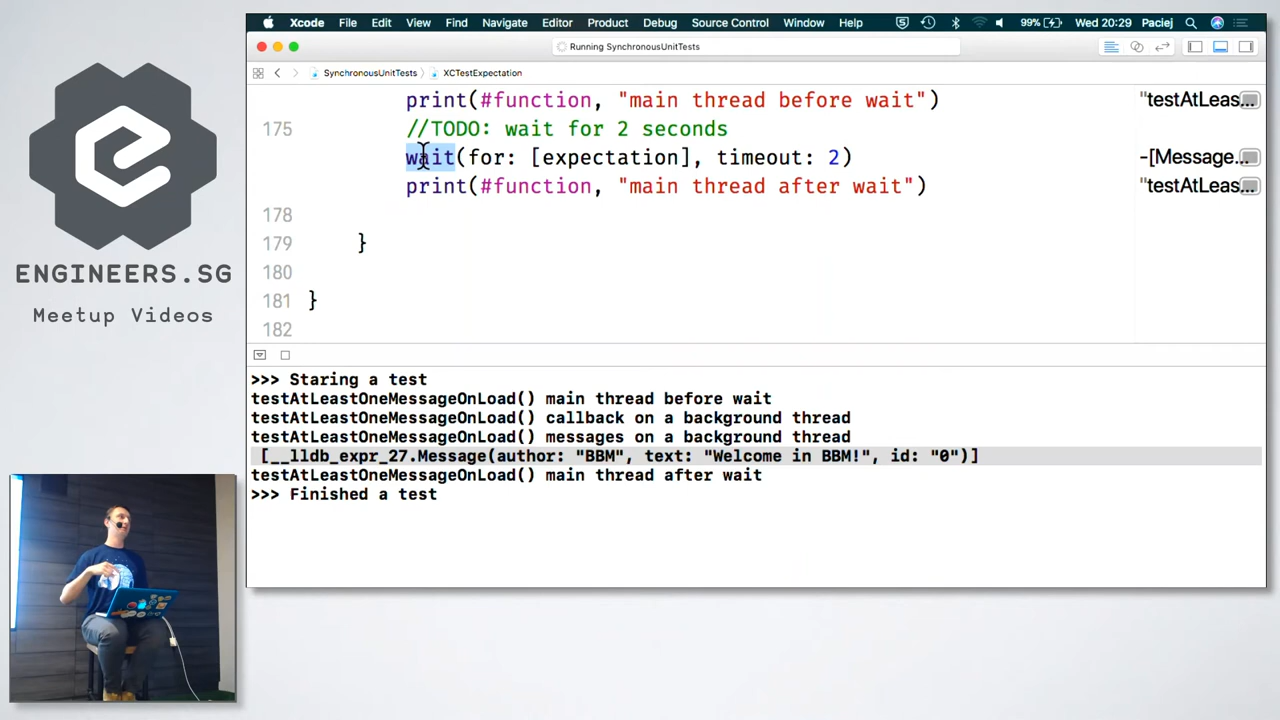 Xcode File Edit View Find Navigate Editor Product Debug Source Control Window Help 99% Wed 20:29 Paciej
Running SynchronousUnitTests
SynchronousUnitTests XCTestExpectation
print(#function, "main thread before wait") "testAtLeas...
175 //TODO: wait for 2 seconds
wait(for: [expectation], timeout: 2) -[Message...
print(#function, "main thread after wait") "testAtLeas...
178
179 }
180
181 }
182
ENGINEERS.SG
Meetup Videos
>>> Staring a test
testAtLeastOneMessageOnLoad() main thread before wait
testAtLeastOneMessageOnLoad() callback on a background thread
testAtLeastOneMessageOnLoad() messages on a background thread
[__lldb_expr_27.Message(author: "BBM", text: "Welcome in BBM!", id: "0")]
testAtLeastOneMessageOnLoad() main thread after wait
>>> Finished a test